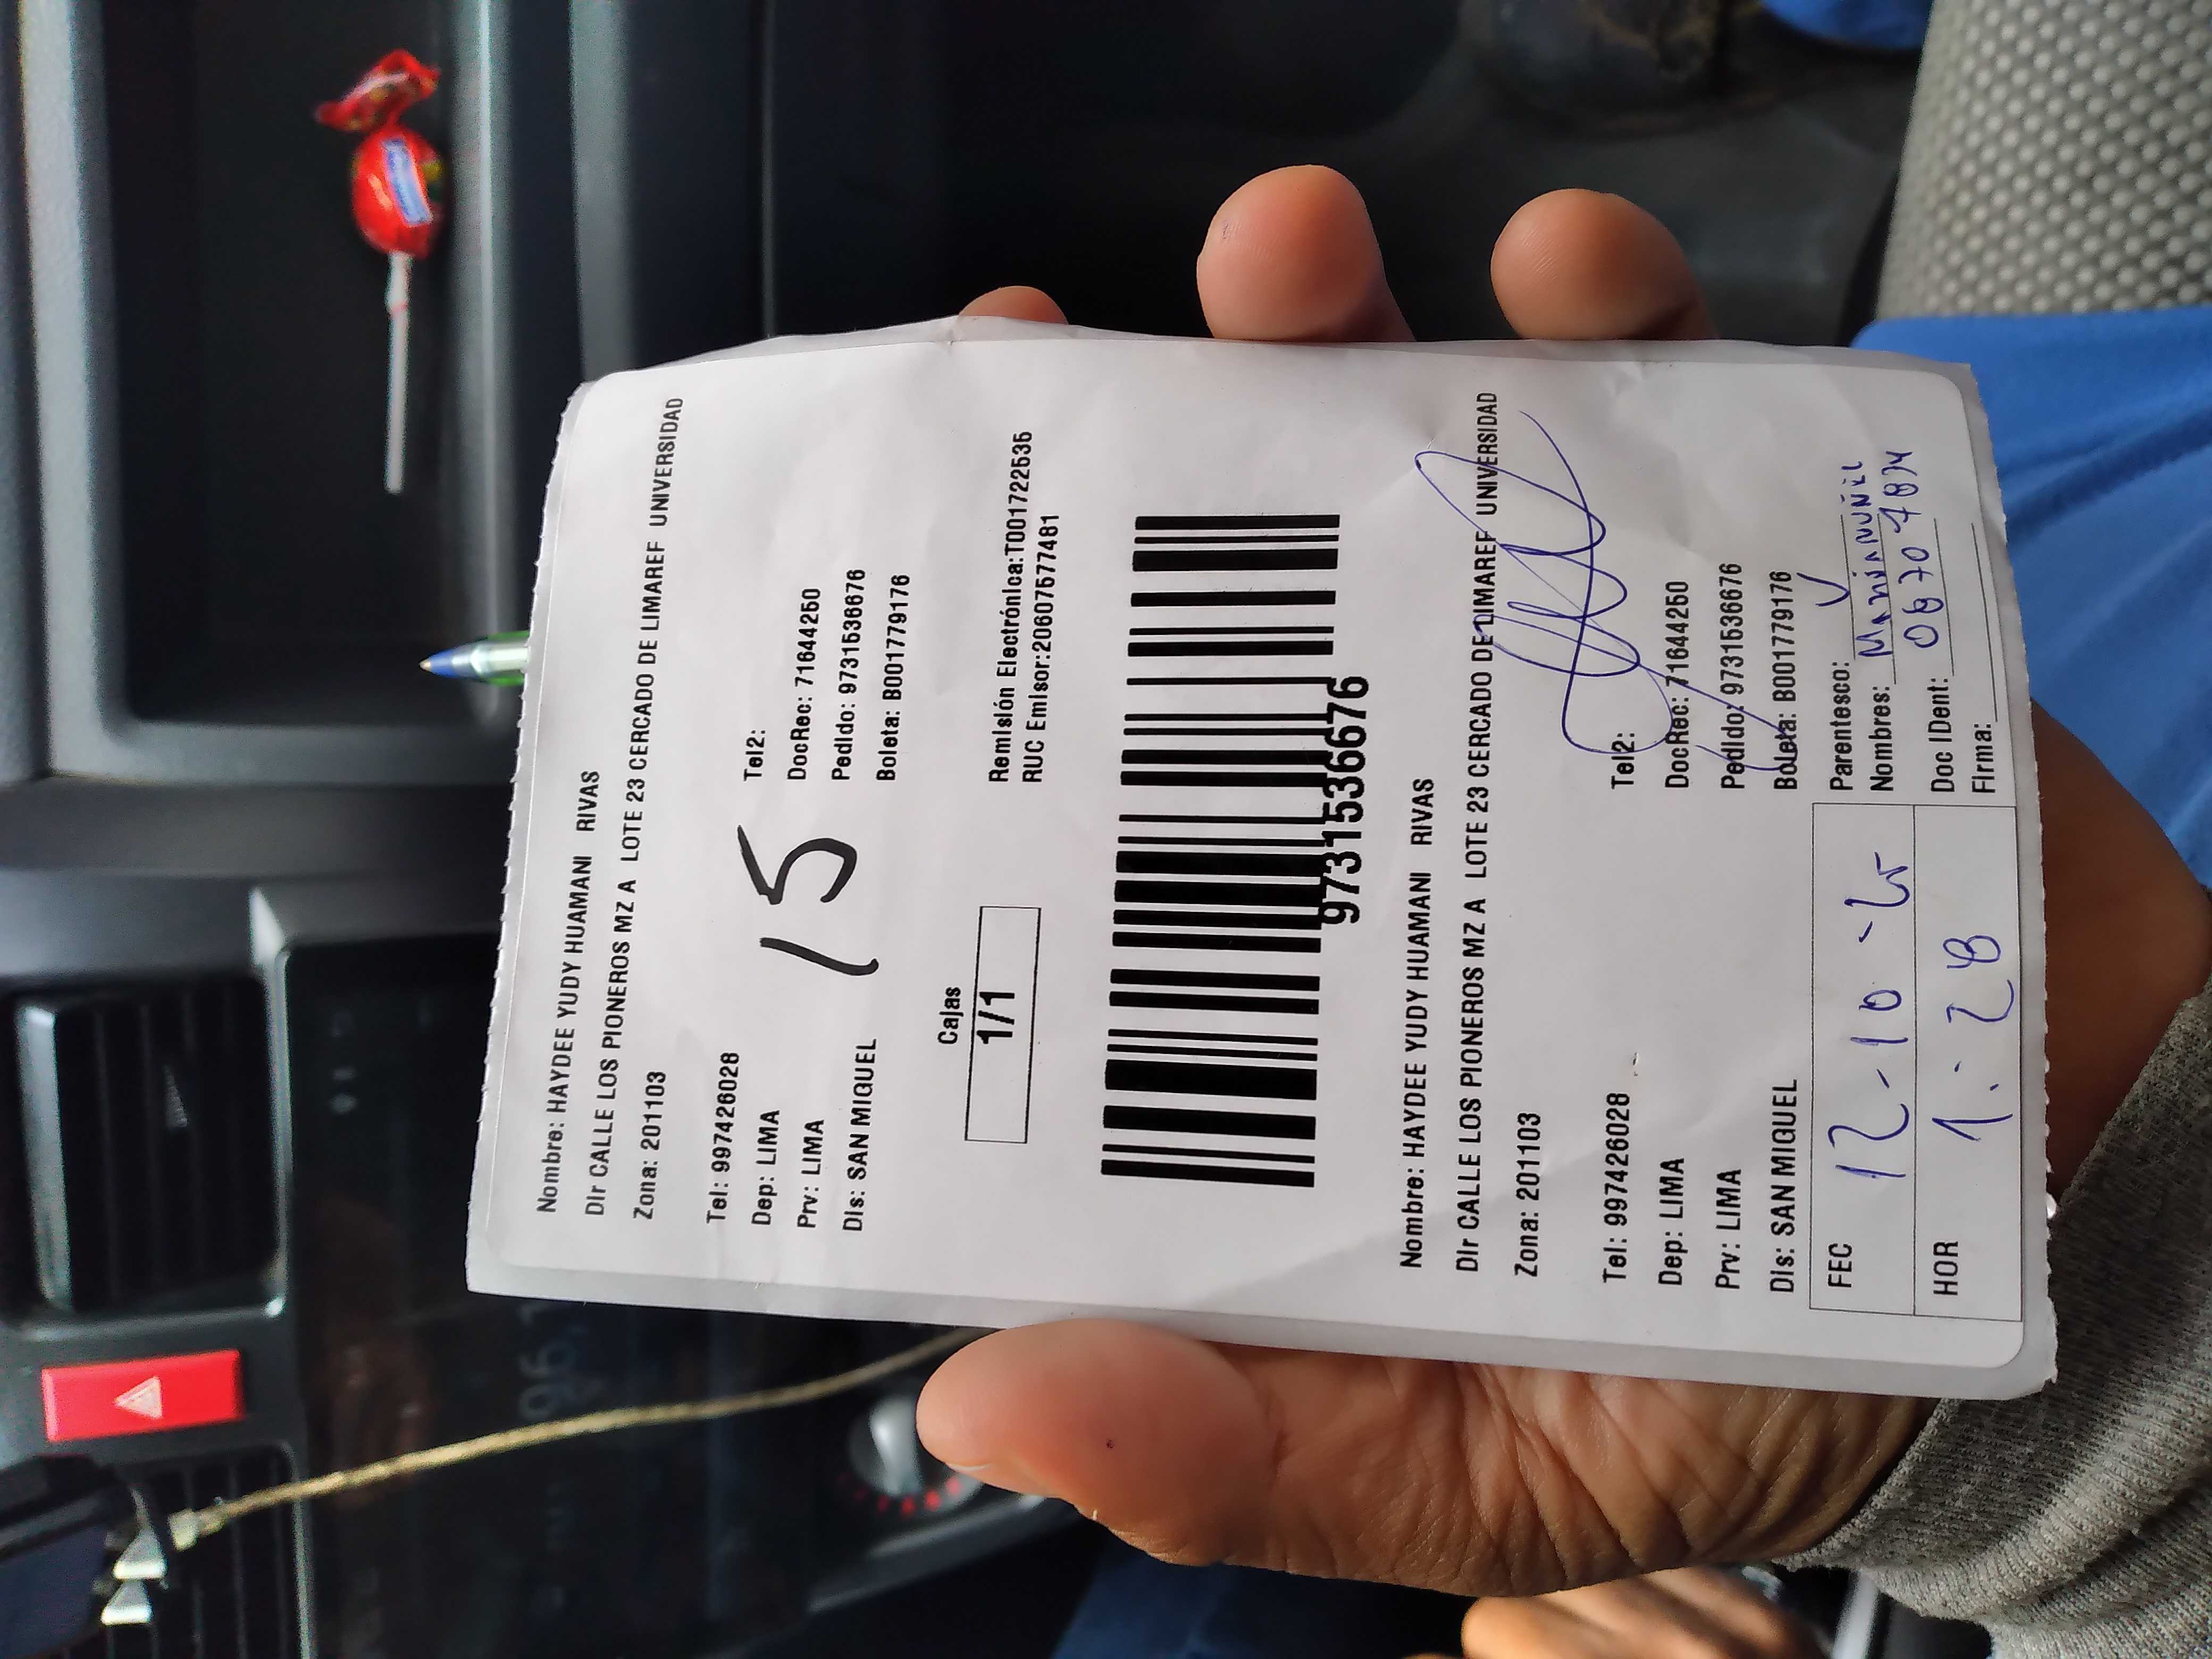 Nombre: HAYDEE YUDY HUAMANI RIVAS
Dir CALLE LOS PIONEROS MZ A LOTE 23 CERCADO DE LIMAREF UNIVERSIDAD
Zona: 201103
Tel: 997426028
Tel2:
Dep: LIMA
DocRec: 71644250
Prv: LIMA
Pedido: 9731536676
Dis: SAN MIGUEL
Boleta: B001779176
15
Cajas
1/1
Remisión Electrónica:T001722535
RUC Emisor:20607577481
9731536676
Nombre: HAYDEE YUDY HUAMANI RIVAS
Dir CALLE LOS PIONEROS MZ A LOTE 23 CERCADO DE LIMAREF UNIVERSIDAD
Zona: 201103
Tel: 997426028
Tel2:
Dep: LIMA
DocRec: 71644250
Prv: LIMA
Pedido: 9731536676
Dis: SAN MIGUEL
Boleta: B001779176
FEC 12-10-25
Parentesco:
Nombres:
HOR 1:28
Doc IDent:
Firma: